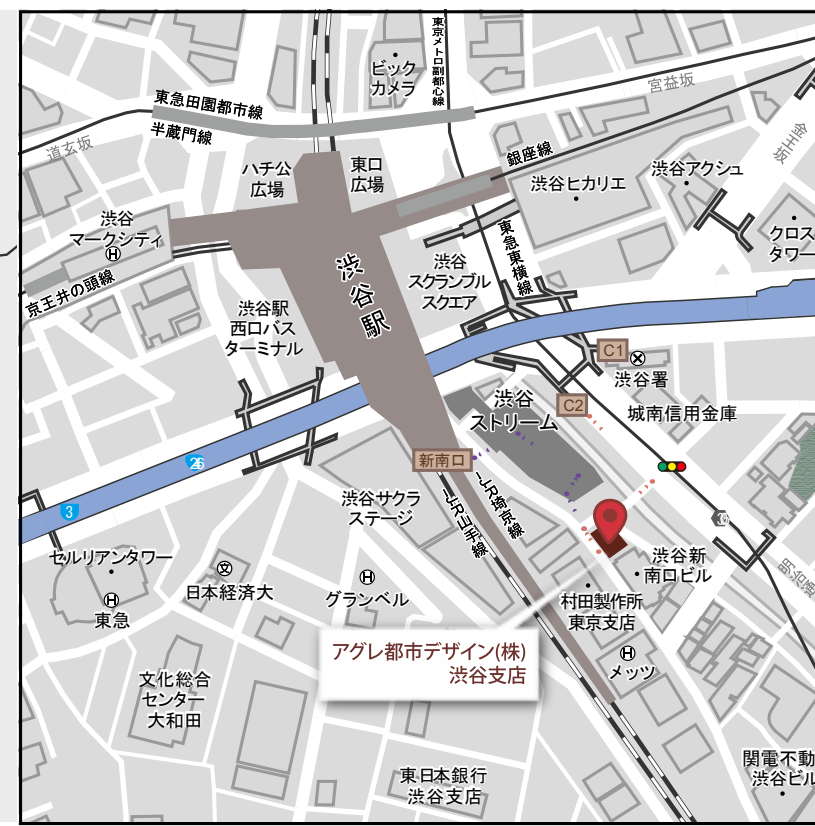 東京メトロ副都心線
ビック
カメラ
宮益坂
東急田園都市線
半蔵門線
道玄坂
金王坂
銀座線
ハチ公
広場
東口
広場
渋谷アクシュ
渋谷ヒカリエ
渋谷
マークシティ
H
クロス
タワー
東急東横線
渋谷駅
渋谷
スクランブル
スクエア
京王井の頭線
渋谷駅
西口バス
ターミナル
C1
渋谷署
C2
渋谷
ストリーム
城南信用金庫
新南口
26
JR埼京線
JR山手線
渋谷サクラ
ステージ
3
セルリアンタワー
H
東急
文
日本経済大
H
グランベル
渋谷新
南口ビル
明治通
村田製作所
東京支店
アグレ都市デザイン(株)
渋谷支店
H
メッツ
文化総合
センター
大和田
東日本銀行
渋谷支店
関電不動
渋谷ビル